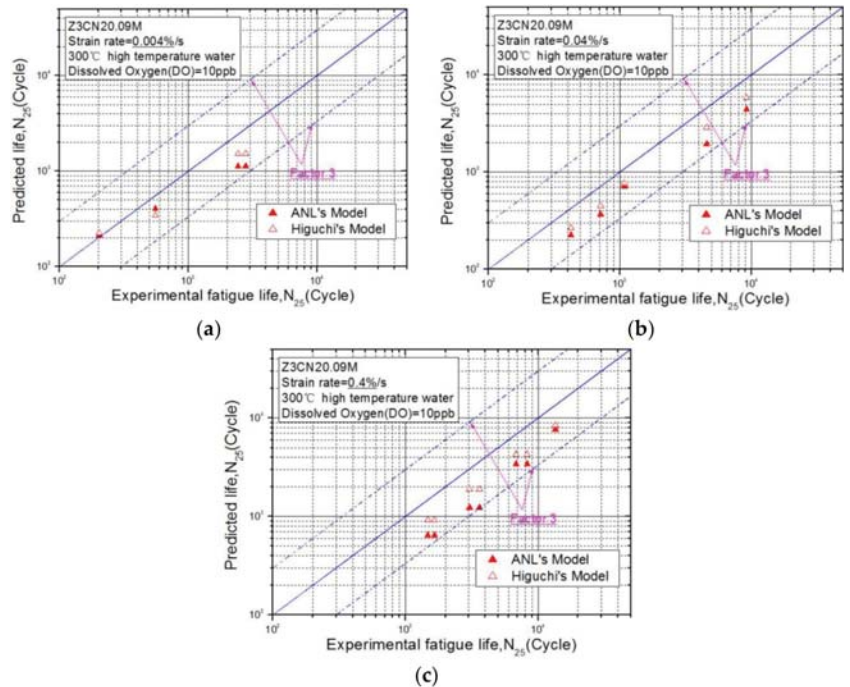 Z3CN20.09M
Strain rate=0.004%/s
300℃ high temperature water
Dissolved Oxygen(DO)=10ppb
Factor 3
ANL's Model
Higuchi's Model
Predicted life,N25(Cycle)
Experimental fatigue life,N25(Cycle)
(a)
Z3CN20.09M
Strain rate=0.04%/s
300℃ high temperature water
Dissolved Oxygen(DO)=10ppb
Factor 3
ANL's Model
Higuchi's Model
Predicted life,N25(Cycle)
Experimental fatigue life,N25(Cycle)
(b)
Z3CN20.09M
Strain rate=0.4%/s
300℃ high temperature water
Dissolved Oxygen(DO)=10ppb
Factor 3
ANL's Model
Higuchi's Model
Predicted life,N25(Cycle)
Experimental fatigue life,N25(Cycle)
(c)